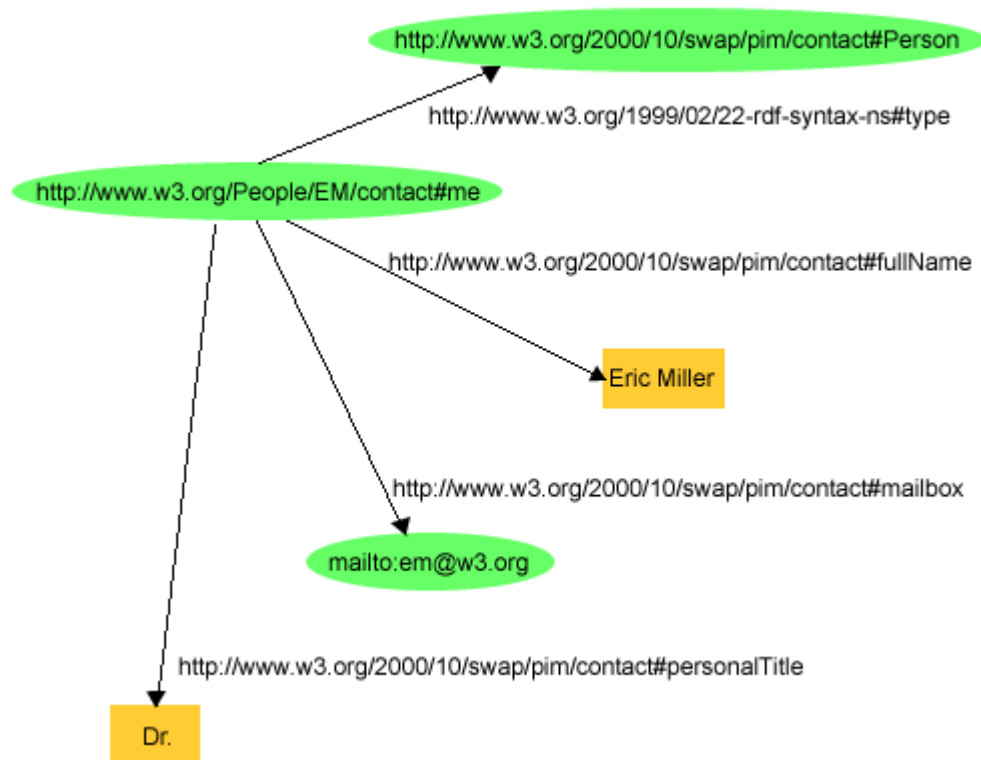 http://www.w3.org/2000/10/swap/pim/contact#Person
http://www.w3.org/1999/02/22-rdf-syntax-ns#type
http://www.w3.org/People/EM/contact#me
http://www.w3.org/2000/10/swap/pim/contact#fullName
Eric Miller
http://www.w3.org/2000/10/swap/pim/contact#mailbox
mailto:em@w3.org
http://www.w3.org/2000/10/swap/pim/contact#personalTitle
Dr.